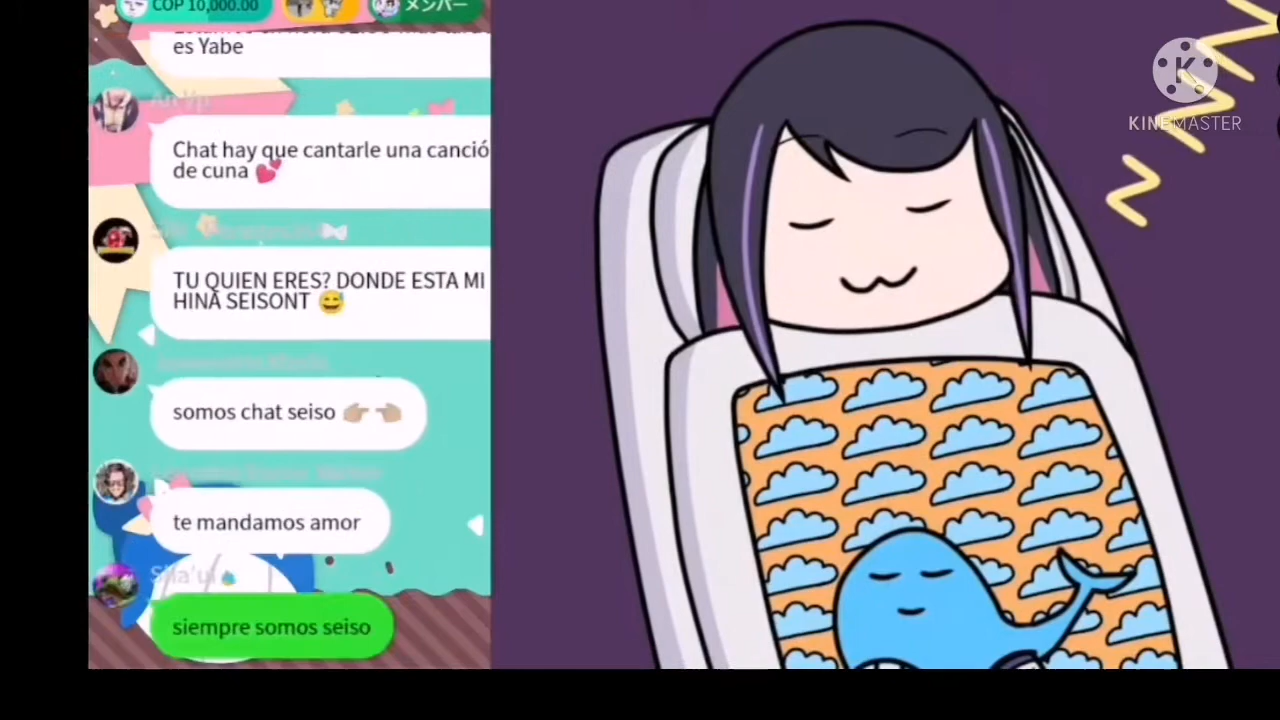 COP 10,000.00
メンバー
es Yabe
Chat hay que cantarle una canció
de cuna 💕
TU QUIEN ERES? DONDE ESTA MI
HINA SEISONT 😅
somos chat seiso 👉🏼👈🏼
te mandamos amor
siempre somos seiso
K
KINEMASTER